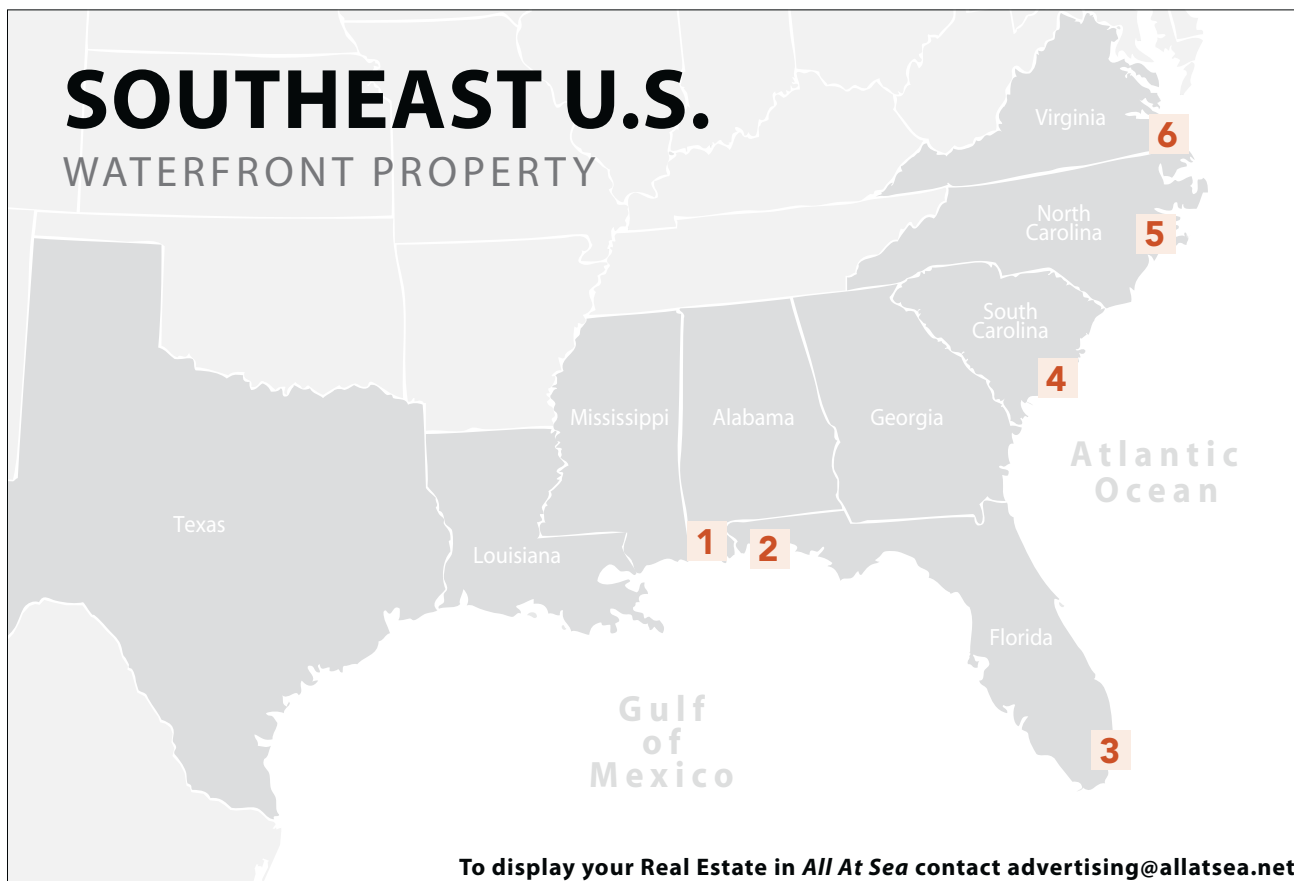 SOUTHEAST U.S.
WATERFRONT PROPERTY
Virginia
6
North
Carolina
5
South
Carolina
4
Mississippi
Alabama
Georgia
Atlantic
Ocean
Texas
Louisiana
1
2
Florida
Gulf
of
Mexico
3
To display your Real Estate in All At Sea contact advertising@allatsea.net